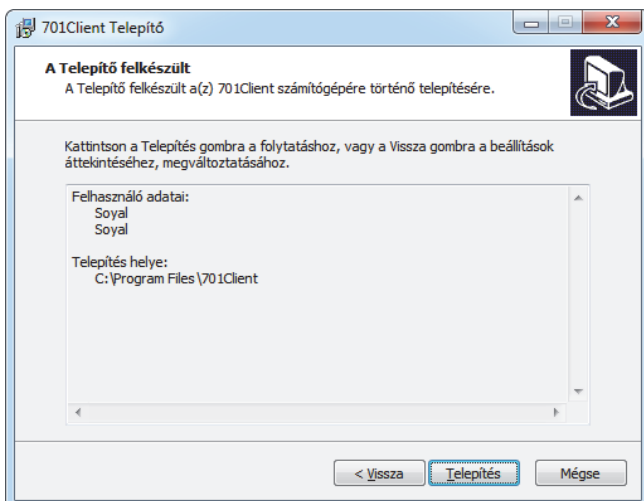 701Client Telepítő
A Telepítő felkészült
A Telepítő felkészült a(z) 701Client számítógépére történő telepítésére.
Kattintson a Telepítés gombra a folytatáshoz, vagy a Vissza gombra a beállítások
áttekintéséhez, megváltoztatásához.
Felhasználó adatai:
Soyal
Soyal
Telepítés helye:
C:\Program Files\701Client
< Vissza
Telepítés
Mégse